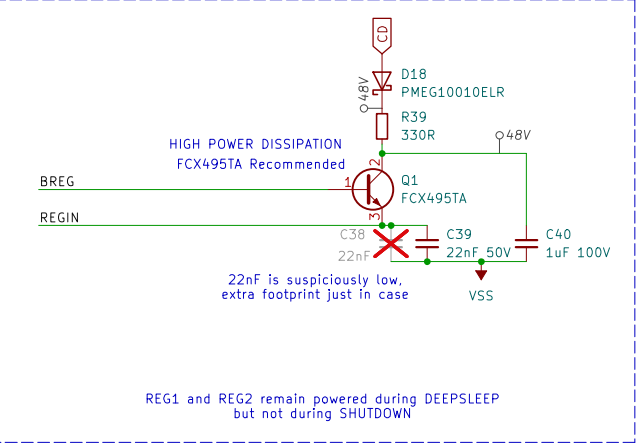 CD
D18
PMEG10010ELR
48V
R39
330R
48V
HIGH POWER DISSIPATION
FCX495TA Recommended
2
BREG
1
Q1
FCX495TA
REGIN
3
C38
22nF
C39
22nF 50V
C40
1uF 100V
22nF is suspiciously low,
extra footprint just in case
VSS
REG1 and REG2 remain powered during DEEPSLEEP
but not during SHUTDOWN